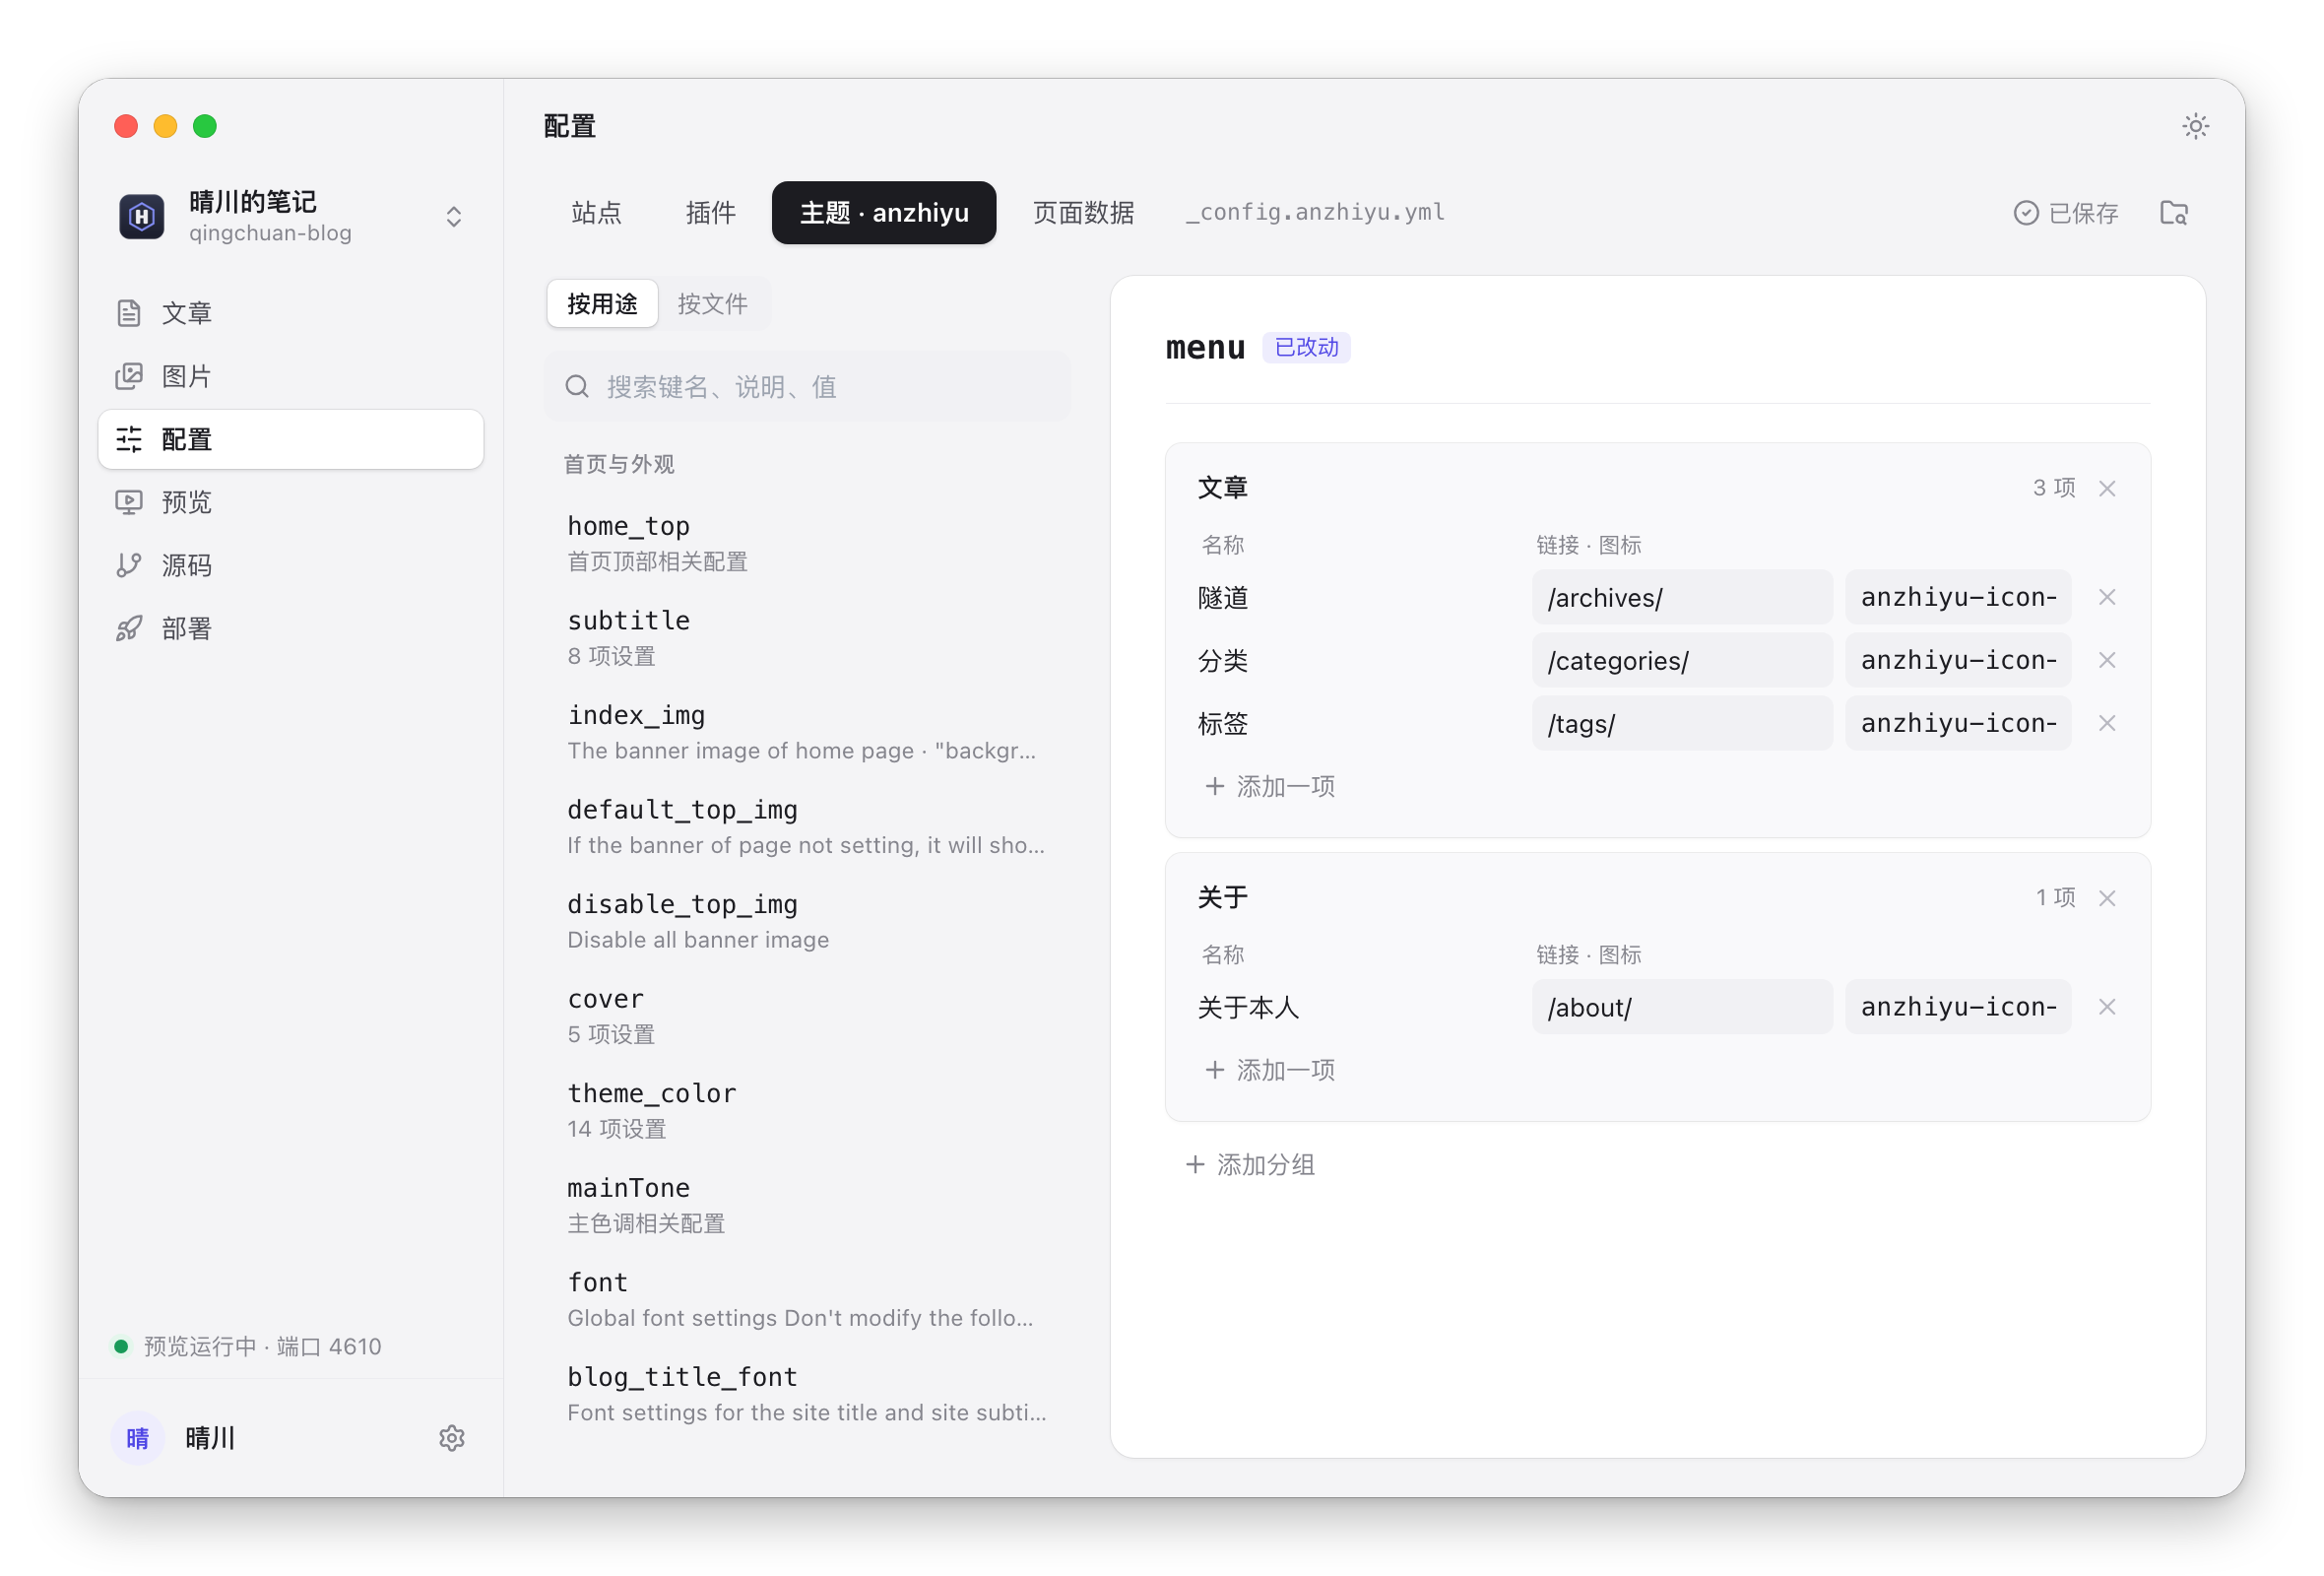 晴川的笔记
qingchuan-blog
文章
图片
配置
预览
源码
部署
预览运行中 · 端口 4610
晴
晴川
配置
站点
插件
主题 · anzhiyu
页面数据
_config.anzhiyu.yml
已保存
按用途
按文件
搜索键名、说明、值
首页与外观
home_top
首页顶部相关配置
subtitle
8 项设置
index_img
The banner image of home page · "backgr...
default_top_img
If the banner of page not setting, it will sho...
disable_top_img
Disable all banner image
cover
5 项设置
theme_color
14 项设置
mainTone
主色调相关配置
font
Global font settings Don't modify the follo...
blog_title_font
Font settings for the site title and site subti...
menu 已改动
文章 3 项
名称 链接 · 图标
隧道 /archives/ anzhiyu-icon-
分类 /categories/ anzhiyu-icon-
标签 /tags/ anzhiyu-icon-
添加一项
关于 1 项
名称 链接 · 图标
关于本人 /about/ anzhiyu-icon-
添加一项
添加分组